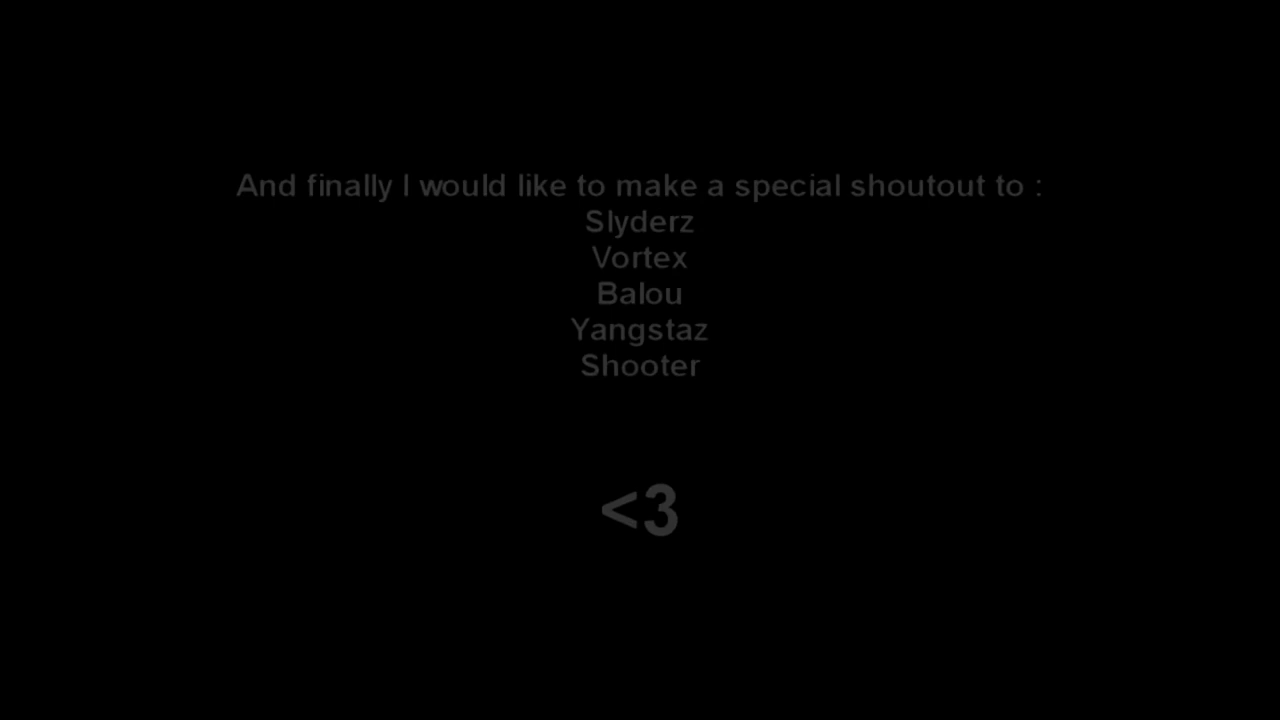 And finally I would like to make a special shoutout to :
Slyderz
Vortex
Balou
Yangstaz
Shooter
<3